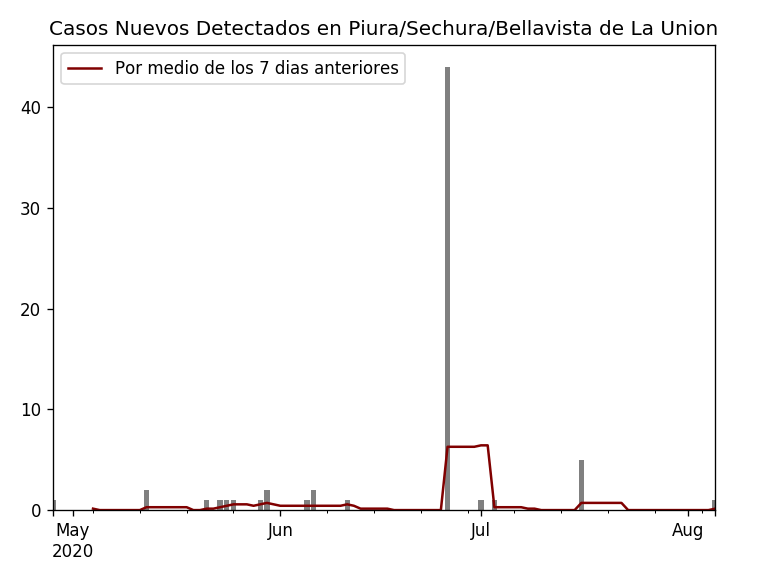 Casos Nuevos Detectados en Piura/Sechura/Bellavista de La Union
Por medio de los 7 dias anteriores
40
30
20
10
0
May Jun Jul Aug
2020